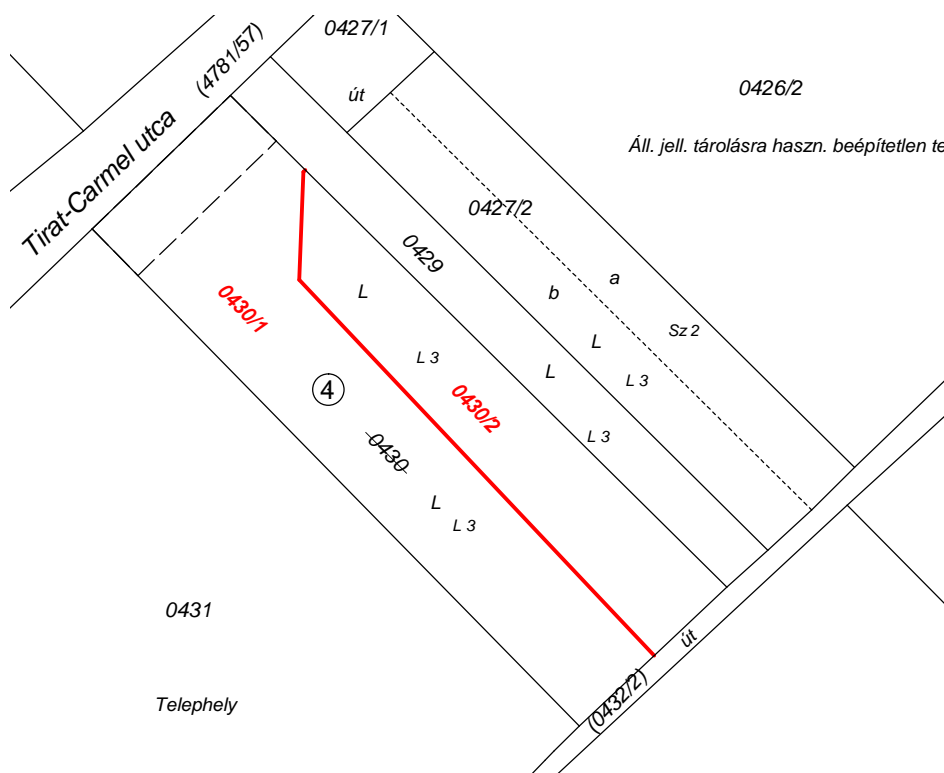 0427/1
(4781/57)
út
0426/2
Tirat-Carmel utca
Áll. jell. tárolásra haszn. beépítetlen te
0427/2
0429
a
b
L
0430/1
Sz 2
L
L 3
L
L 3
4
0430/2
L 3
0430
L
L 3
0431
út
(0432/2)
Telephely